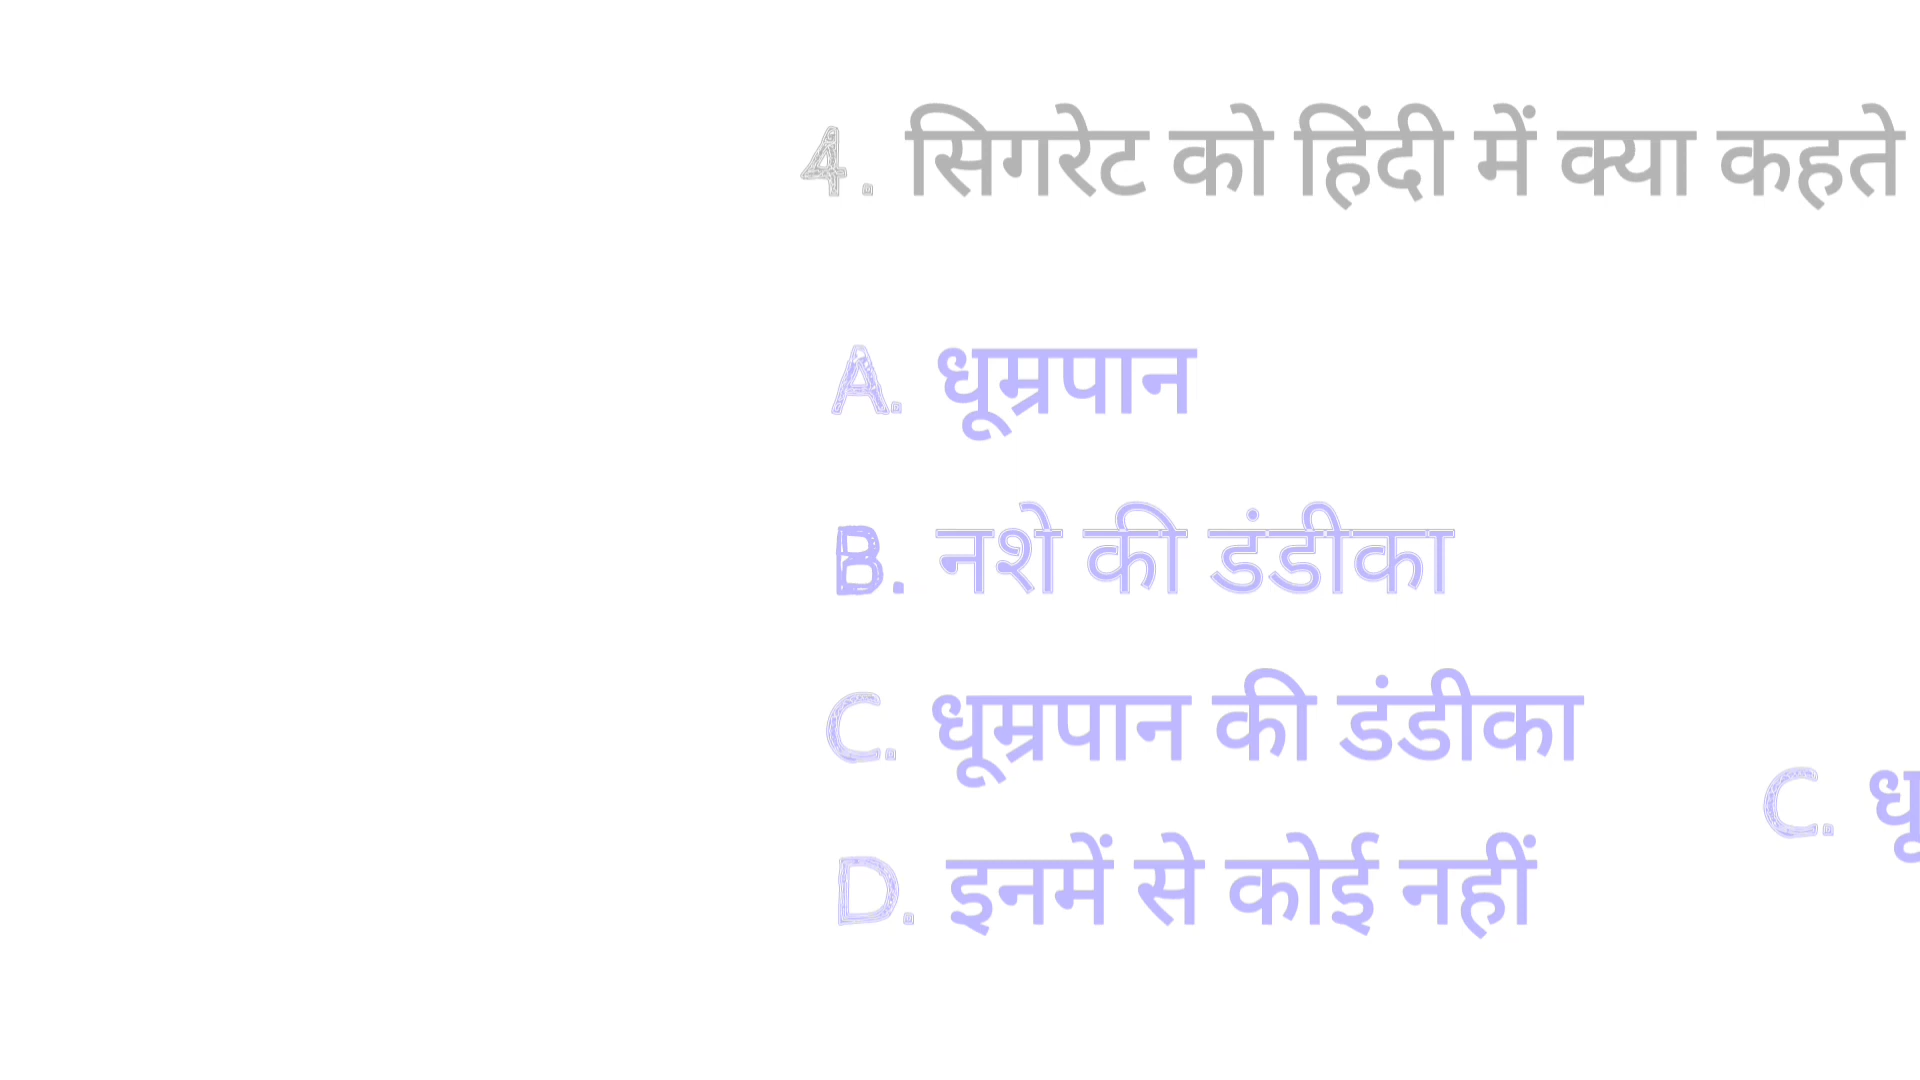 4. सिगरेट को हिंदी में क्या कहते
A. धूम्रपान
B. नशे की डंडीका
C. धूम्रपान की डंडीका
C. धू
D. इनमें से कोई नहीं